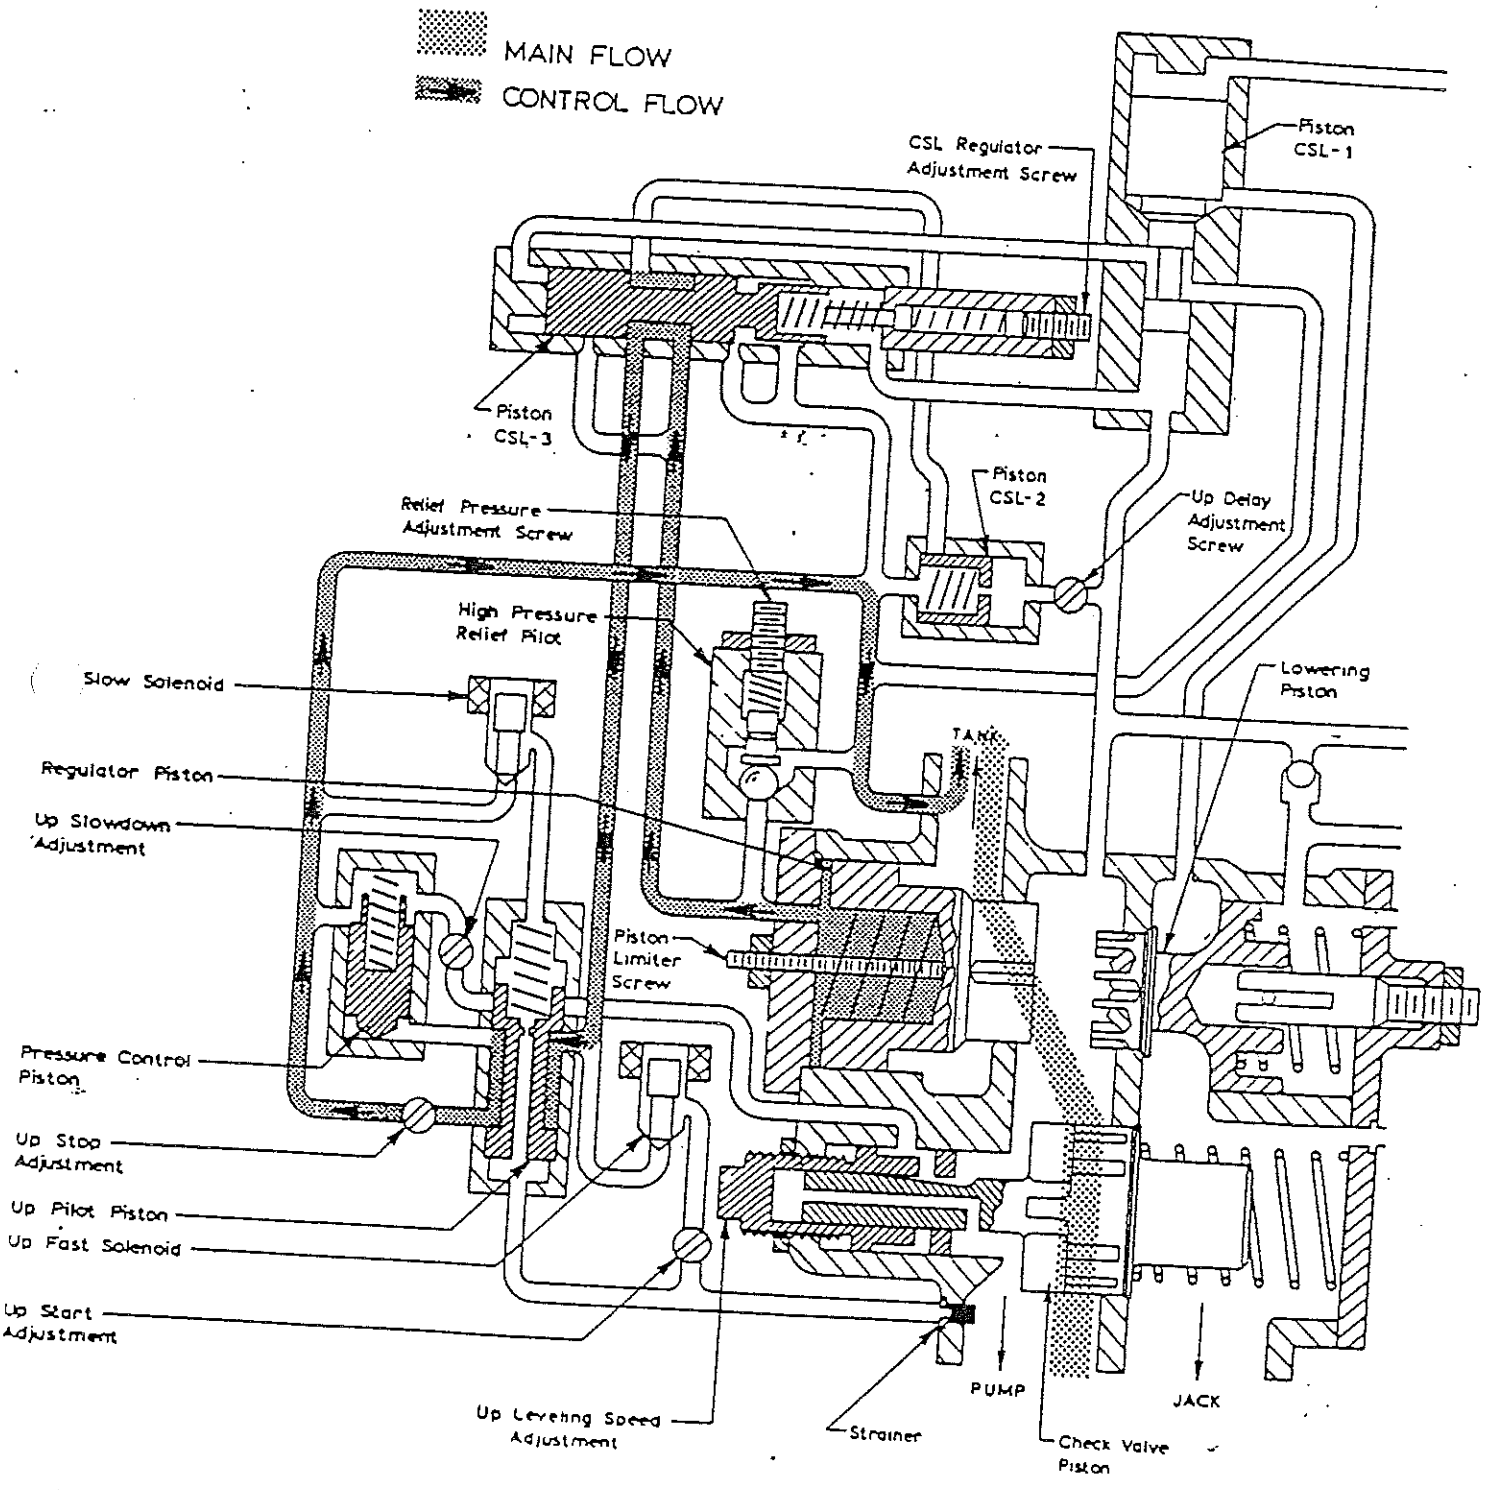 MAIN FLOW
CONTROL FLOW
Piston
CSL-1
CSL Regulator
Adjustment Screw
Piston
CSL-3
Piston
CSL-2
Up Delay
Adjustment
Screw
Relief Pressure
Adjustment Screw
High Pressure
Relief Pilot
Slow Solenoid
Lowering
Piston
TANK
Regulator Piston
Up Slowdown
Adjustment
Piston
Limiter
Screw
Pressure Control
Piston
Up Stop
Adjustment
Up Pilot Piston
Up Fast Solenoid
Up Start
Adjustment
PUMP
JACK
Up Leveling Speed
Adjustment
Strainer
Check Valve
Piston